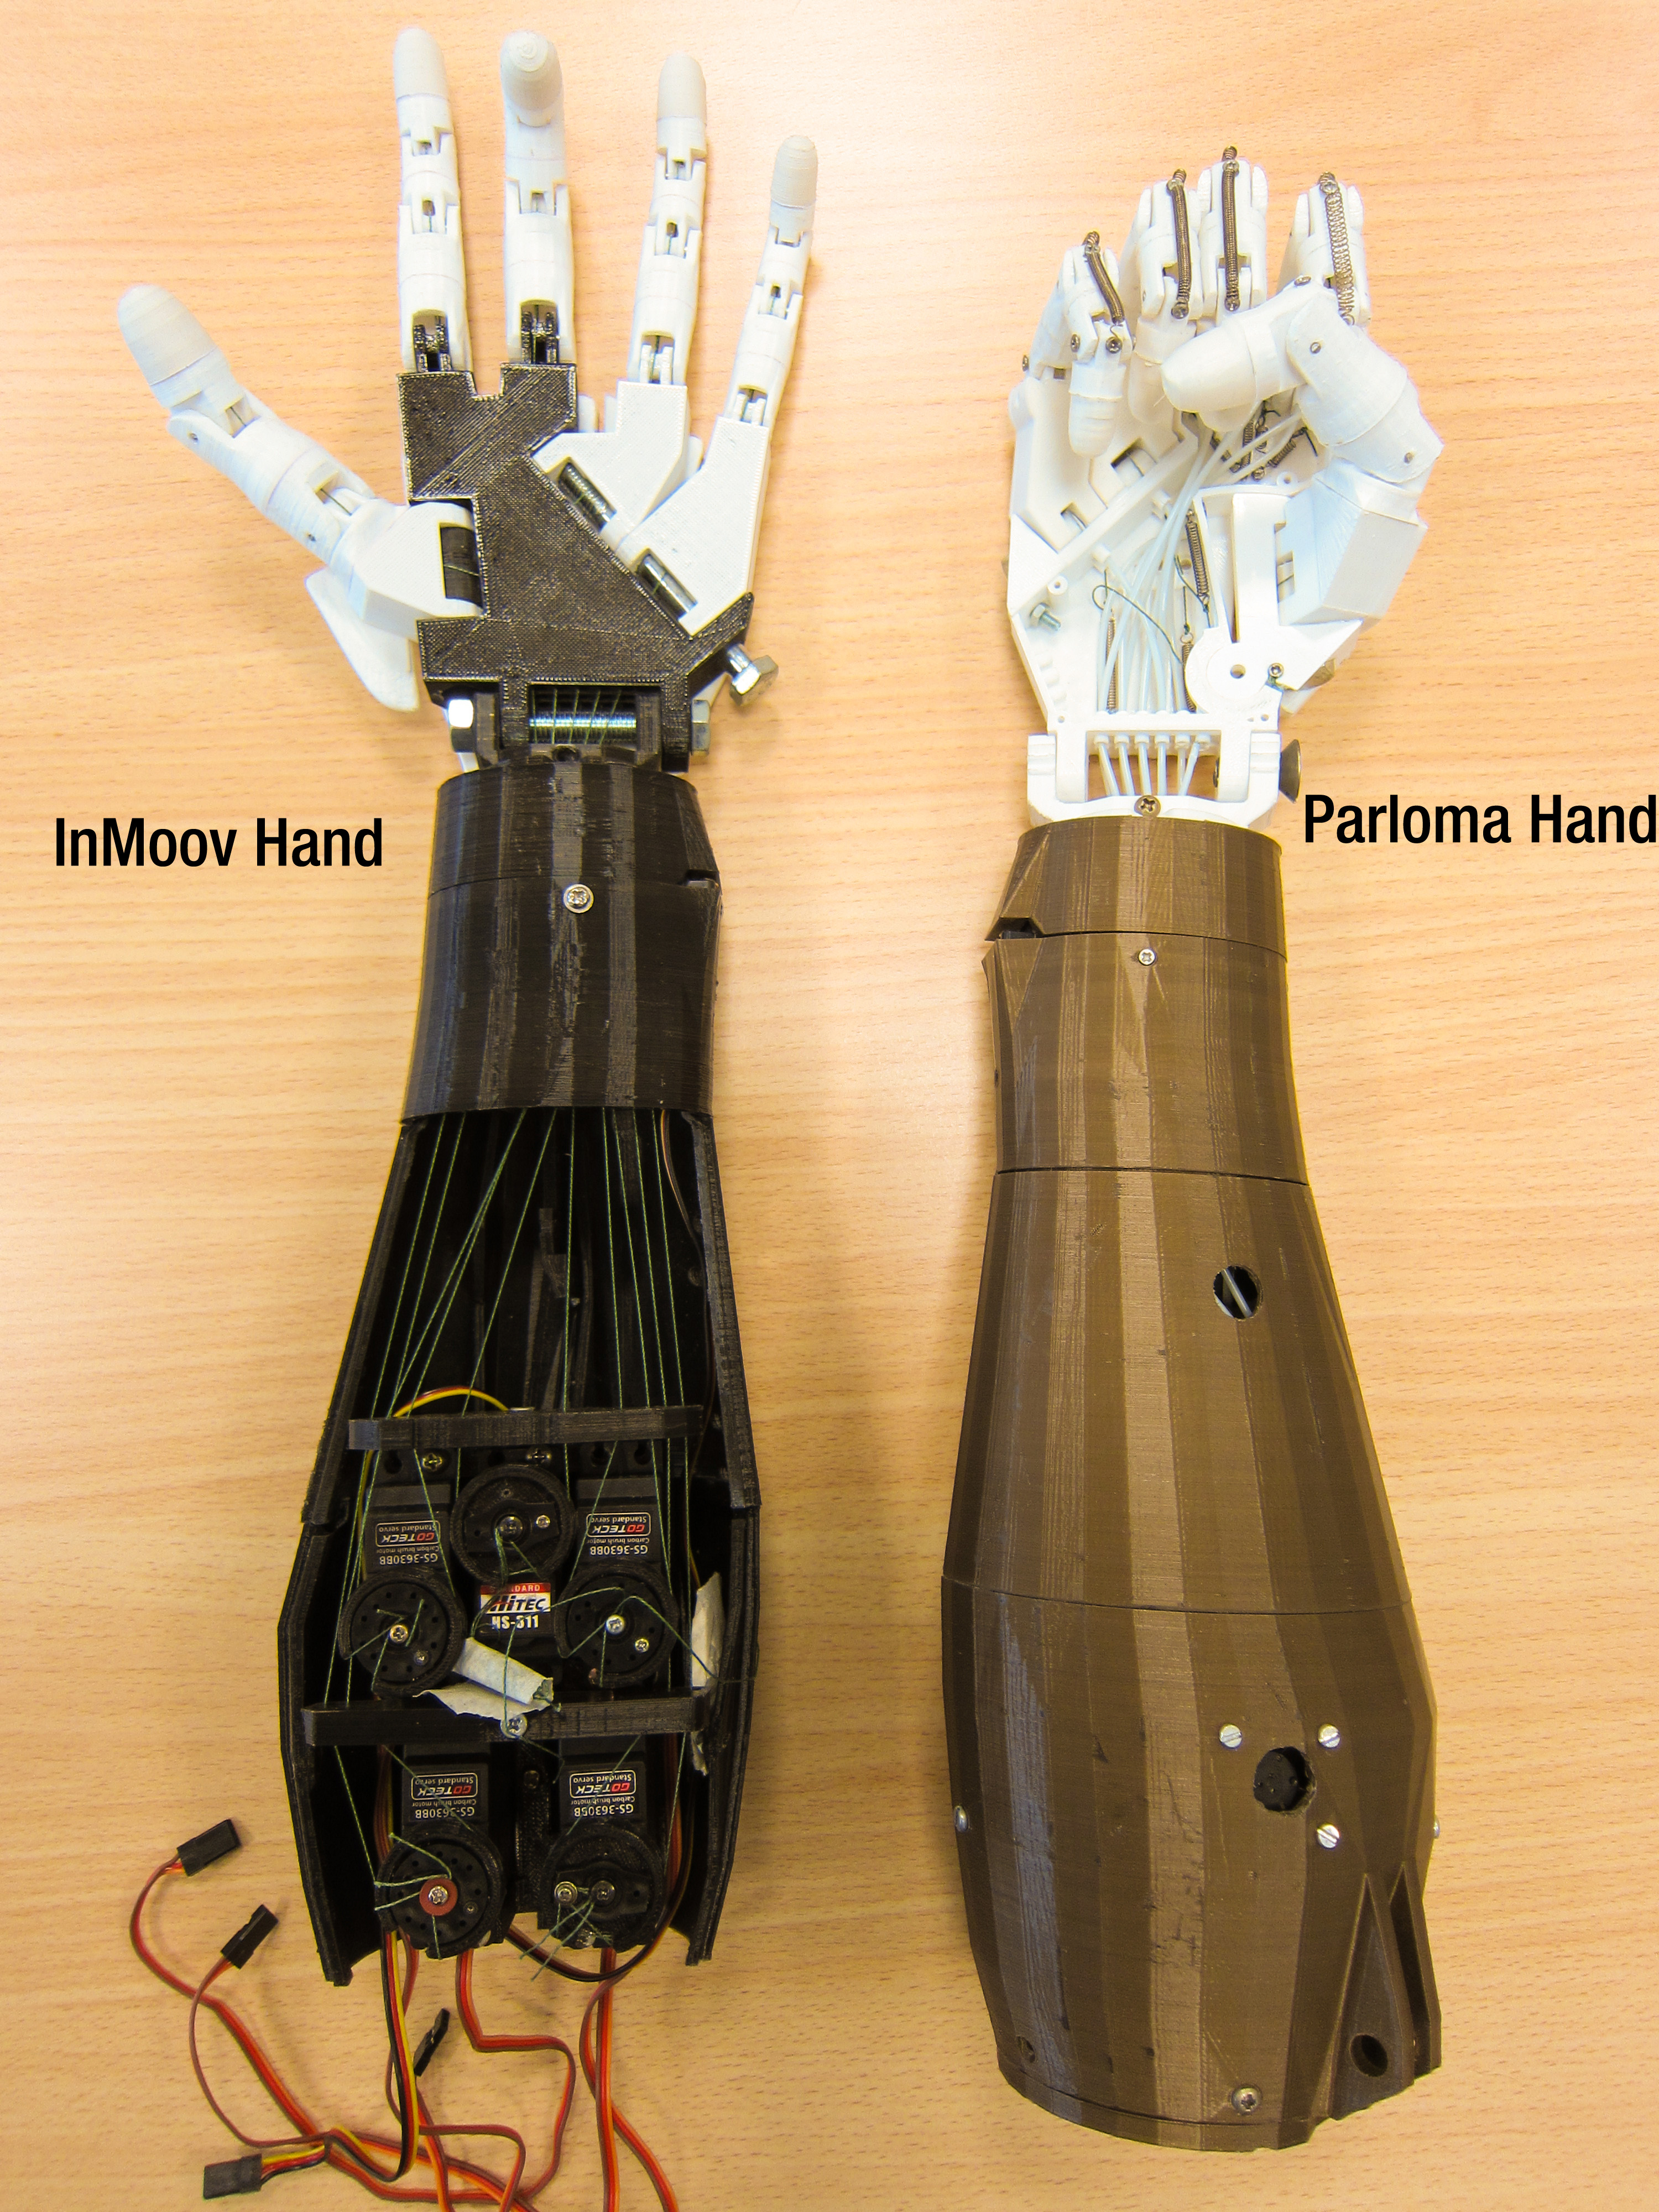 InMoov Hand
Parloma Hand
GOTECK
Standard servo
Carbon brush motor
GS-3630BB
GOTECK
Standard servo
Carbon brush motor
GS-3630BB
HiTEC
HS-311
GOTECK
Standard servo
Carbon brush motor
GS-3630BB
GOTECK
Standard servo
Carbon brush motor
GS-3630BB